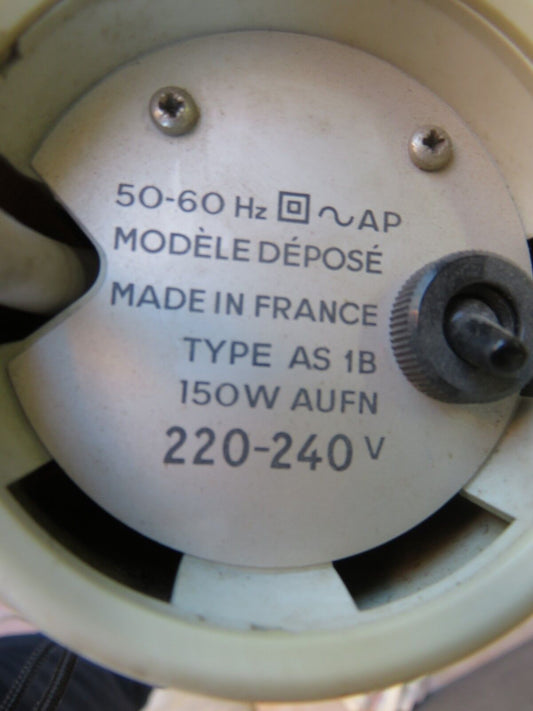 50-60 Hz ⧈ ∿ AP
MODÈLE DÉPOSÉ
MADE IN FRANCE
TYPE AS 1B
150W AUFN
220-240 V